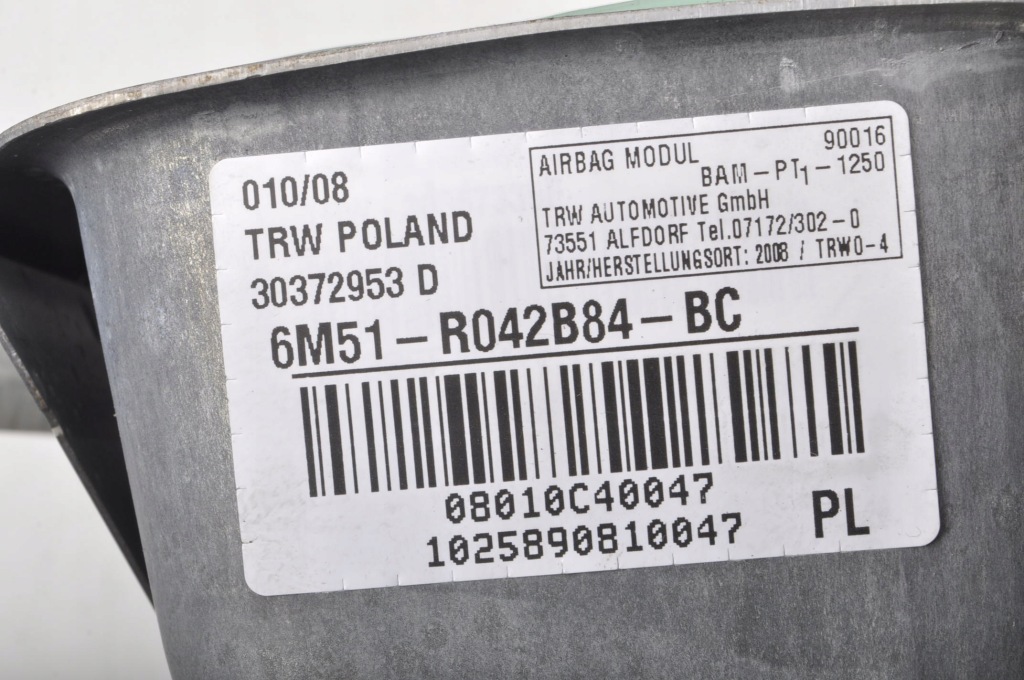 010/08
TRW POLAND
30372953 D
AIRBAG MODUL 90016
BAM-PT1-1250
TRW AUTOMOTIVE GmbH
73551 ALFDORF Tel.07172/302-0
JAHR/HERSTELLUNGSORT: 2008 / TRWO-4
6M51-R042B84-BC
08010C40047
1025890810047
PL